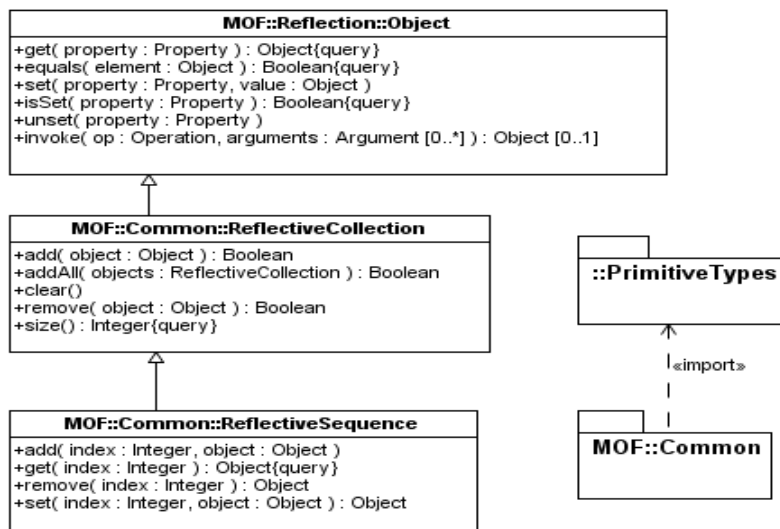 MOF::Reflection::Object
+get( property : Property ) : Object{query}
+equals( element : Object ) : Boolean{query}
+set( property : Property, value : Object )
+isSet( property : Property ) : Boolean{query}
+unset( property : Property )
+invoke( op : Operation, arguments : Argument [0..*] ) : Object [0..1]
MOF::Common::ReflectiveCollection
+add( object : Object ) : Boolean
+addAll( objects : ReflectiveCollection ) : Boolean
+clear()
+remove( object : Object ) : Boolean
+size() : Integer{query}
MOF::Common::ReflectiveSequence
+add( index : Integer, object : Object )
+get( index : Integer ) : Object{query}
+remove( index : Integer ) : Object
+set( index : Integer, object : Object ) : Object
::PrimitiveTypes
«import»
MOF::Common